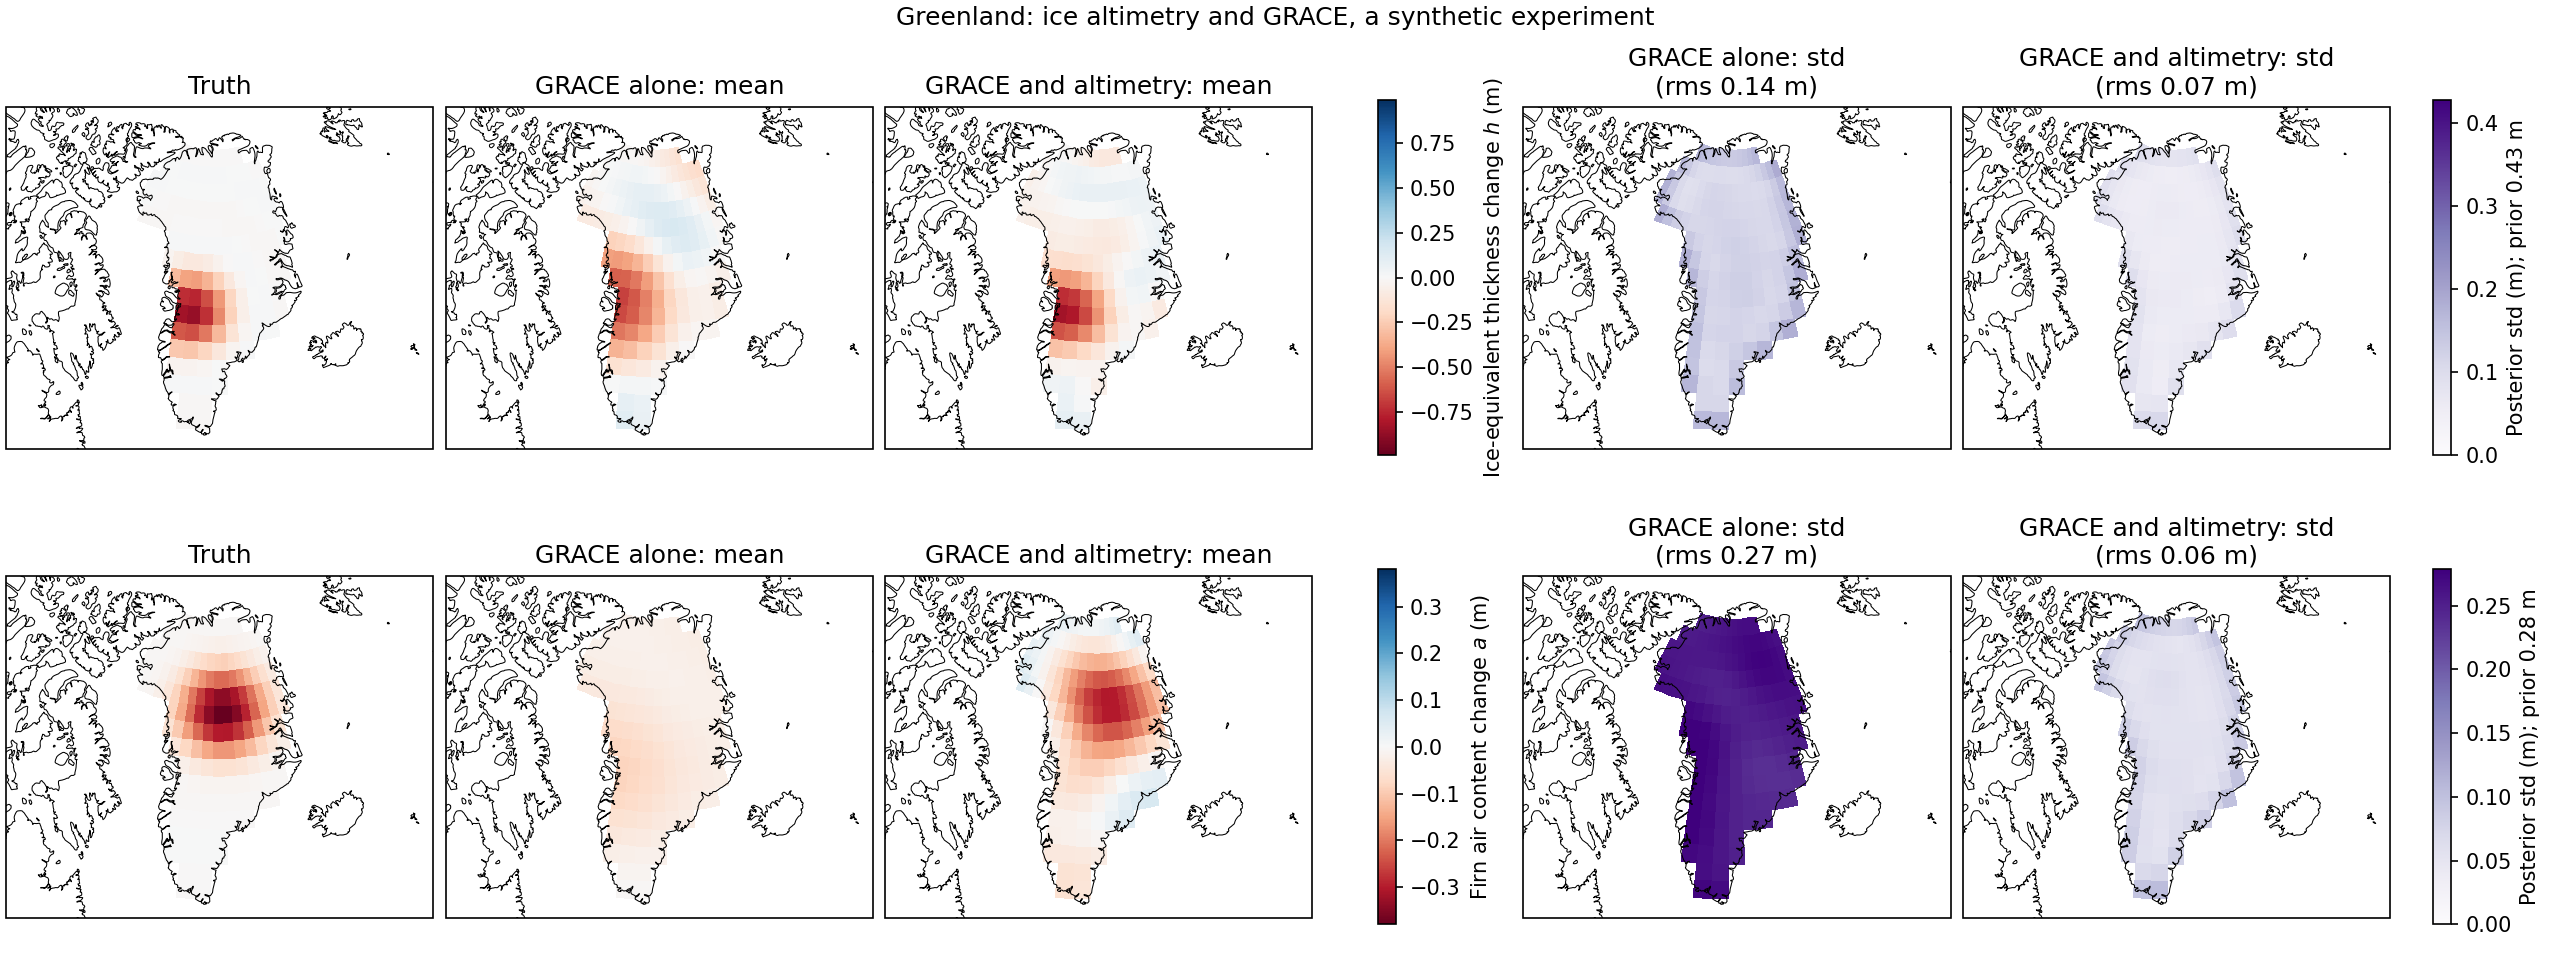 Greenland: ice altimetry and GRACE, a synthetic experiment
Truth
GRACE alone: mean
GRACE and altimetry: mean
0.75
0.50
0.25
0.00
−0.25
−0.50
−0.75
Ice-equivalent thickness change h (m)
GRACE alone: std
(rms 0.14 m)
GRACE and altimetry: std
(rms 0.07 m)
0.4
0.3
0.2
0.1
0.0
Posterior std (m); prior 0.43 m
Truth
GRACE alone: mean
GRACE and altimetry: mean
0.3
0.2
0.1
0.0
−0.1
−0.2
−0.3
Firn air content change a (m)
GRACE alone: std
(rms 0.27 m)
GRACE and altimetry: std
(rms 0.06 m)
0.25
0.20
0.15
0.10
0.05
0.00
Posterior std (m); prior 0.28 m